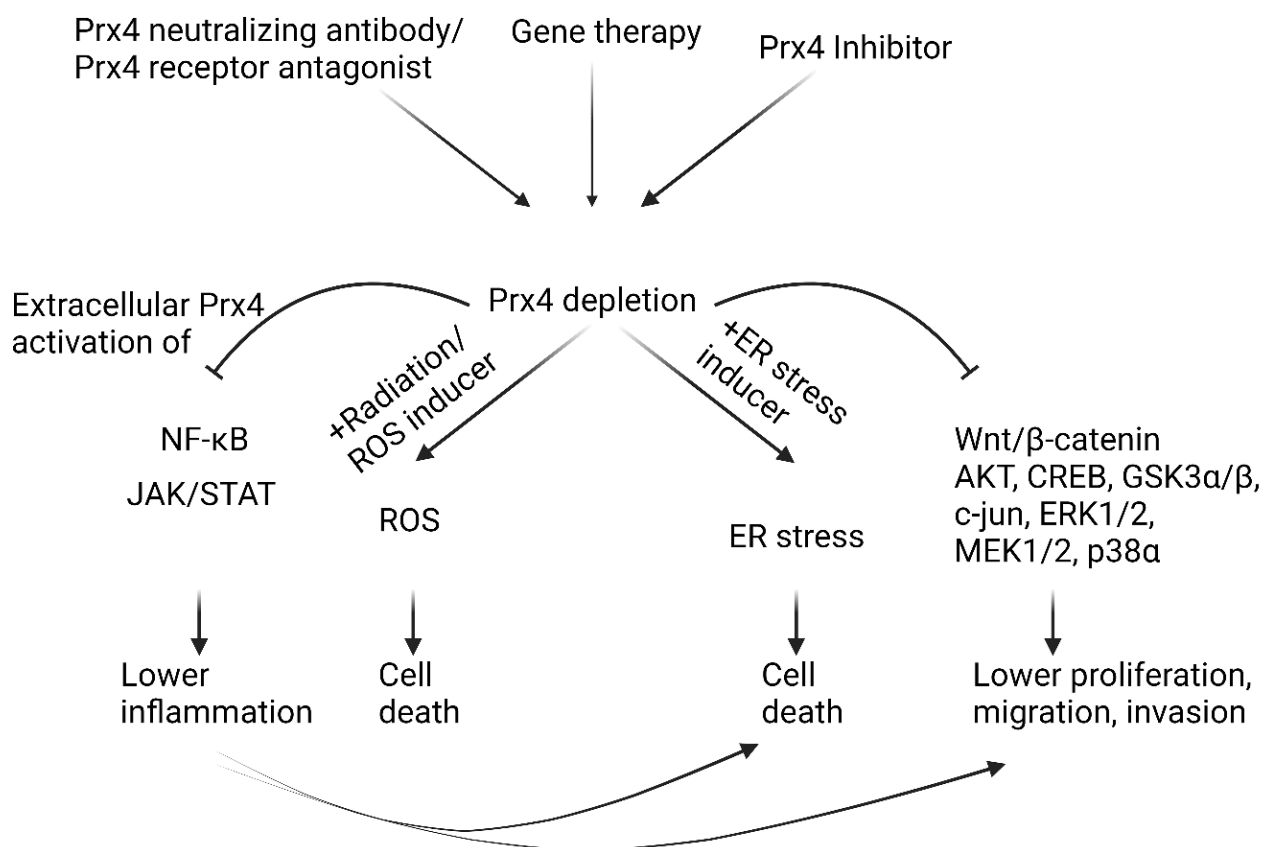 Prx4 neutralizing antibody/
Prx4 receptor antagonist
Gene therapy
Prx4 Inhibitor
Extracellular Prx4
activation of
Prx4 depletion
+Radiation/
ROS inducer
+ER stress
inducer
NF-κB
JAK/STAT
ROS
ER stress
Wnt/β-catenin
AKT, CREB, GSK3α/β,
c-jun, ERK1/2,
MEK1/2, p38α
Lower
inflammation
Cell
death
Cell
death
Lower proliferation,
migration, invasion